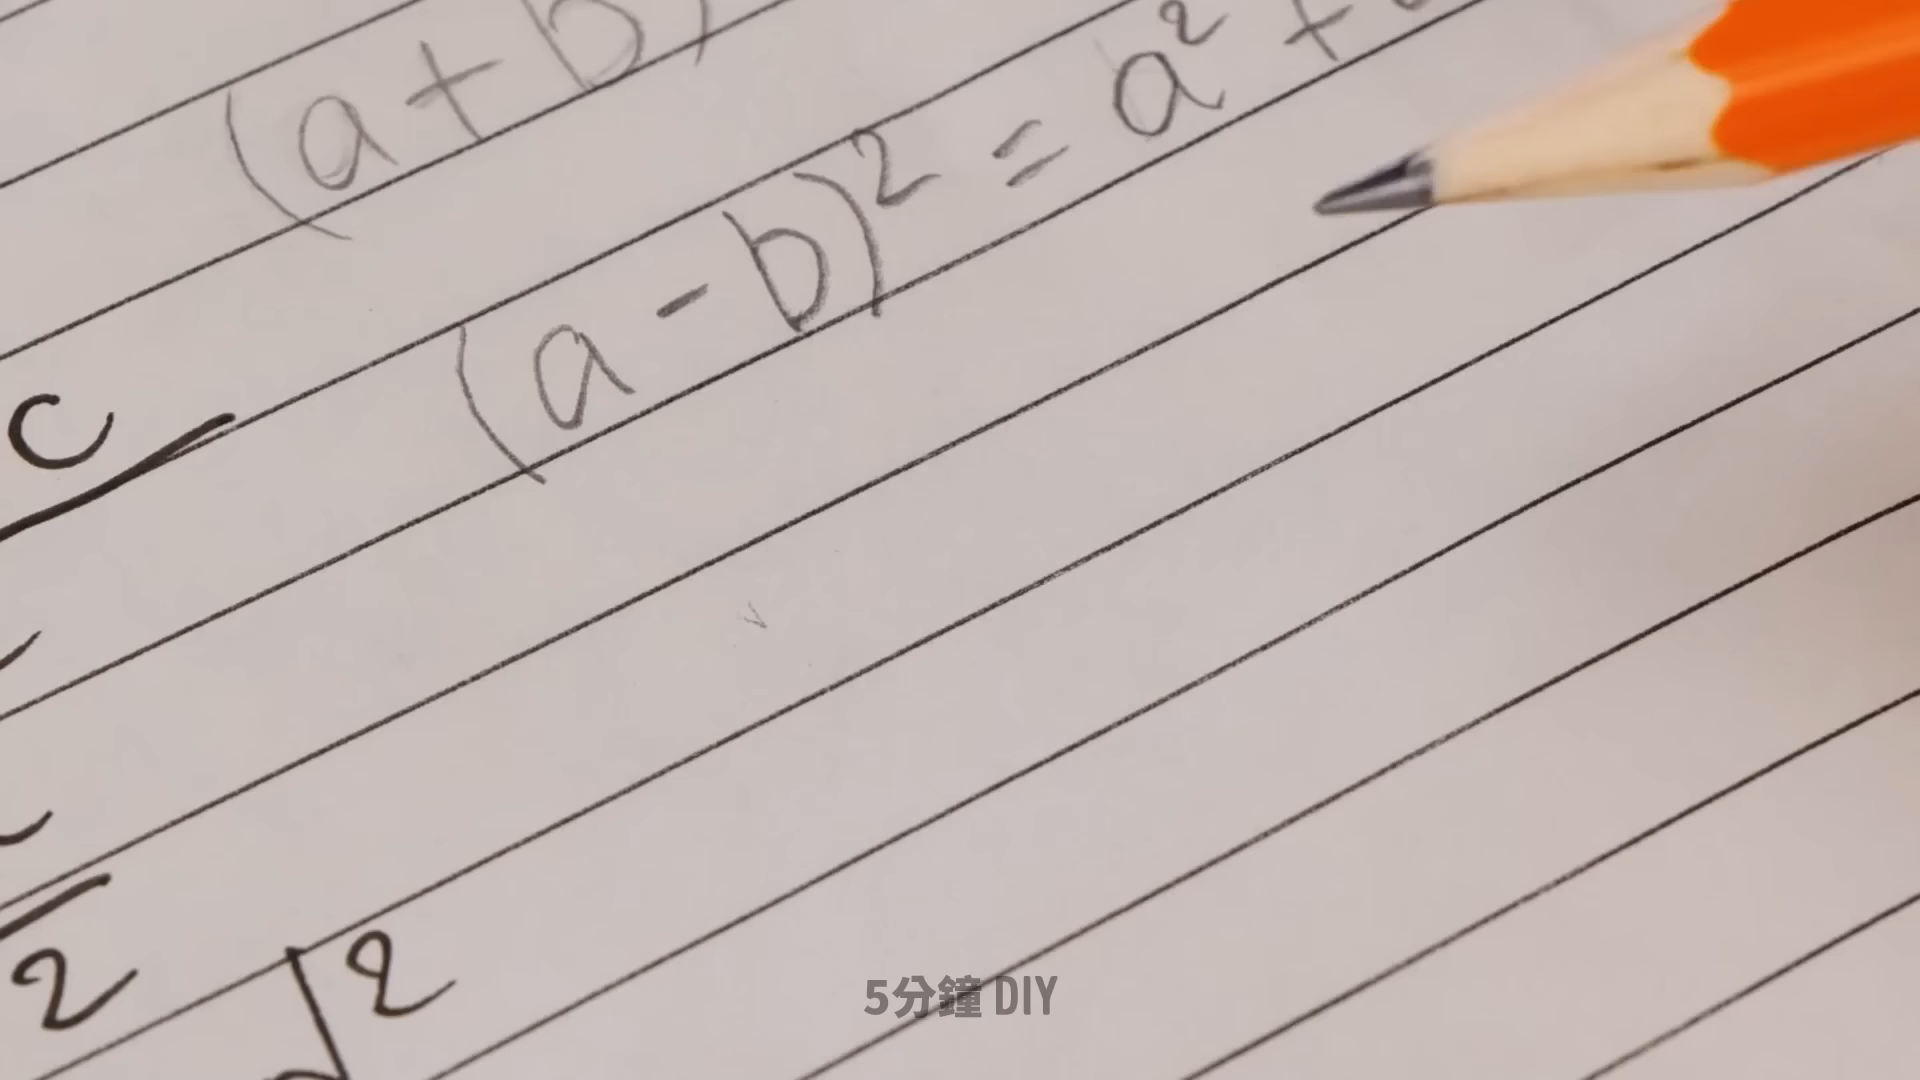 (a+b)
(a-b)² = a² +
c
2
√2
5分鐘 DIY